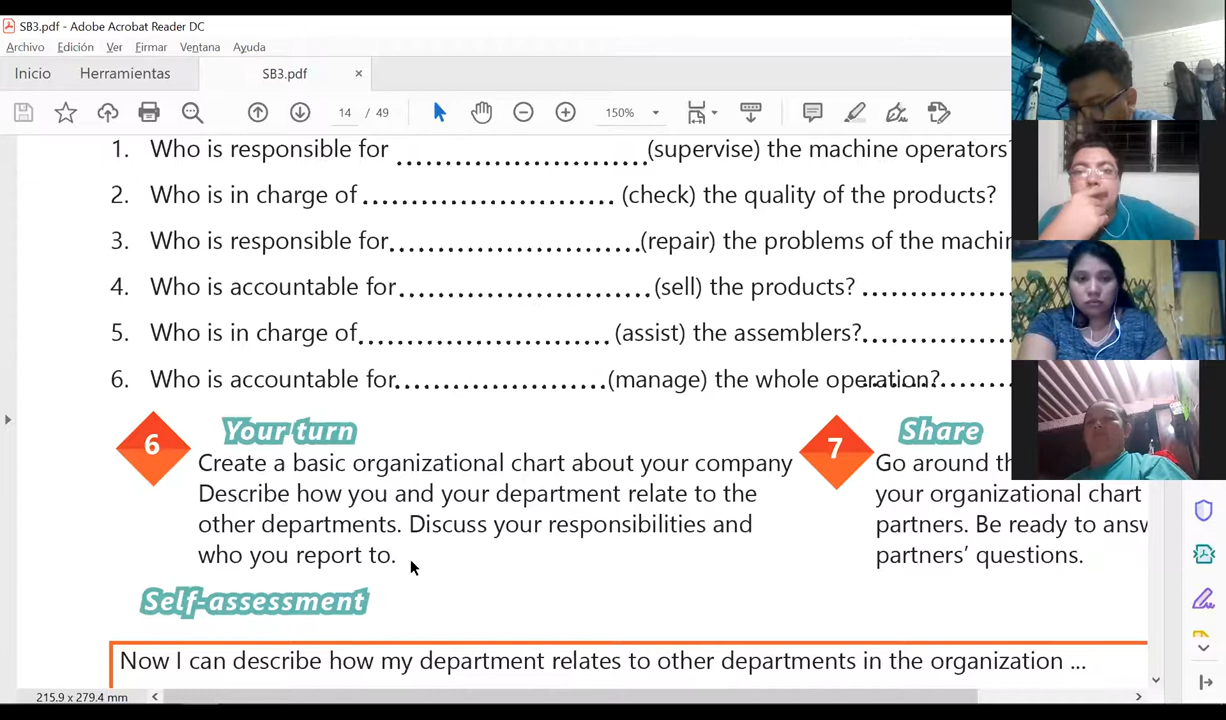 SB3.pdf - Adobe Acrobat Reader DC
Archivo Edición Ver Firmar Ventana Ayuda
Inicio Herramientas SB3.pdf ×
14 / 49 150%
1. Who is responsible for ........................... (supervise) the machine operators?
2. Who is in charge of ........................... (check) the quality of the products?
3. Who is responsible for........................... (repair) the problems of the machin
4. Who is accountable for........................... (sell) the products? ................
5. Who is in charge of........................... (assist) the assemblers?................
6. Who is accountable for....................... (manage) the whole operation?................
6 Your turn
Create a basic organizational chart about your company
Describe how you and your department relate to the
other departments. Discuss your responsibilities and
who you report to.
7 Share
Go around th
your organizational chart
partners. Be ready to answ
partners' questions.
Self-assessment
Now I can describe how my department relates to other departments in the organization ...
215.9 x 279.4 mm